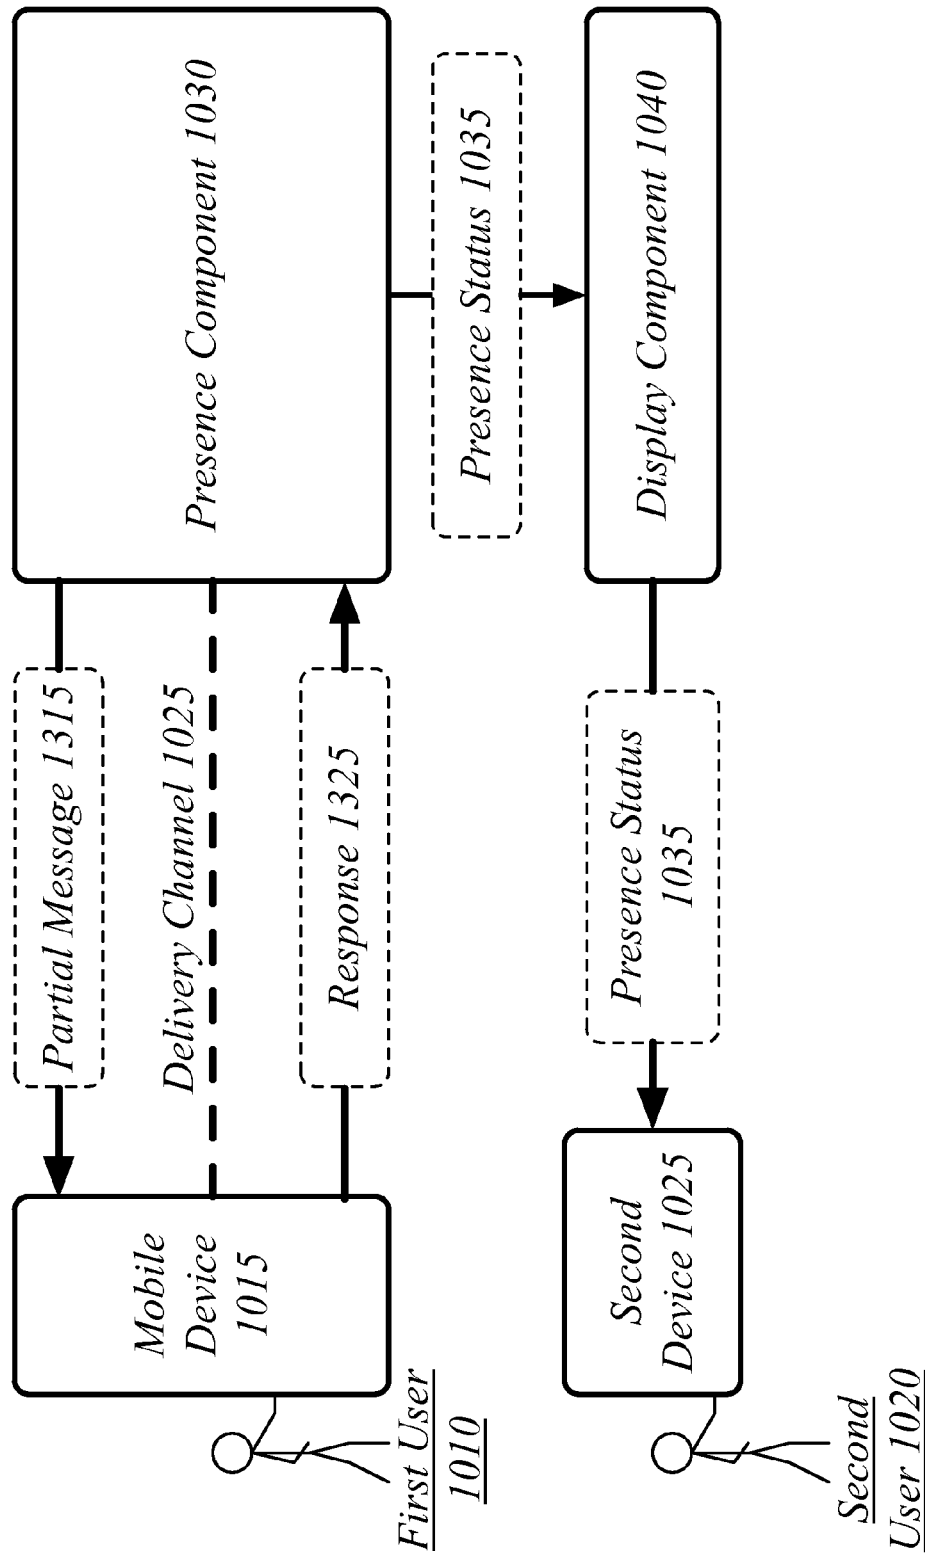 Presence Component 1030
Partial Message 1315
Delivery Channel 1025
Response 1325
Mobile
Device
1015
First User
1010
Presence Status 1035
Display Component 1040
Presence Status
1035
Second
Device 1025
Second
User 1020